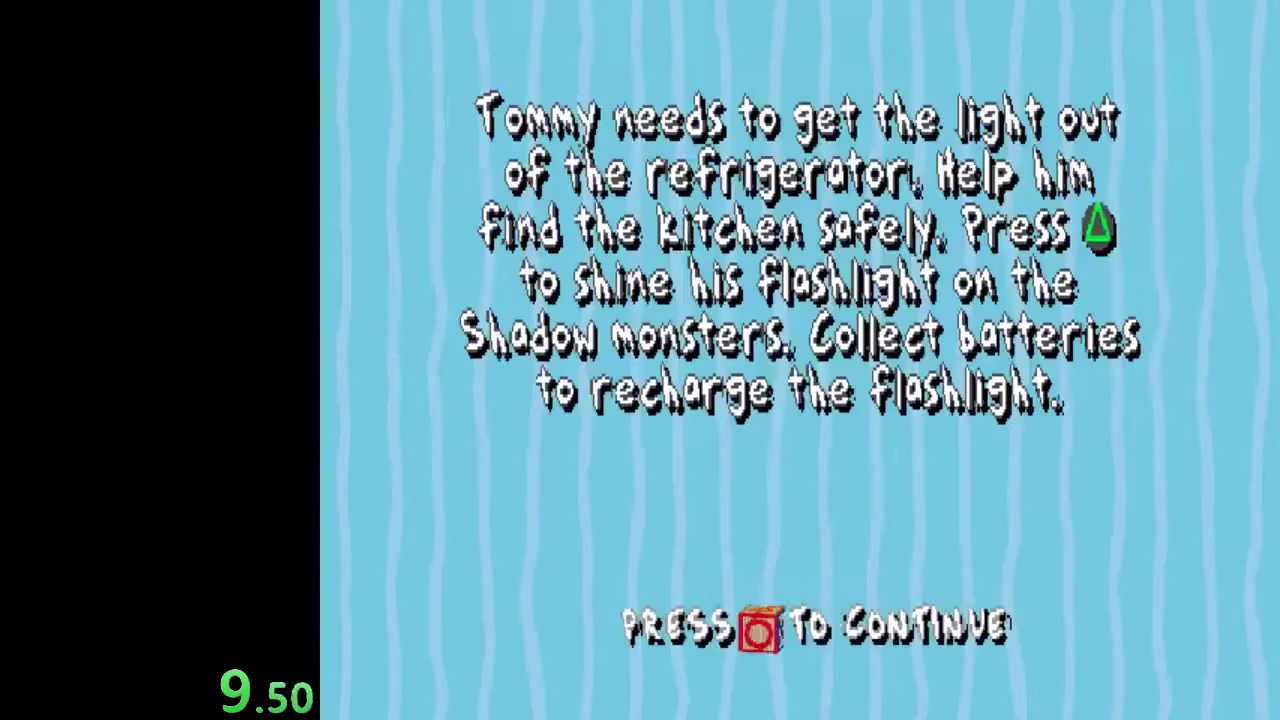 Tommy needs to get the light out
of the refrigerator. Help him
find the kitchen safely. Press
to shine his flashlight on the
Shadow monsters. Collect batteries
to recharge the flashlight.
PRESS TO CONTINUE
9.50